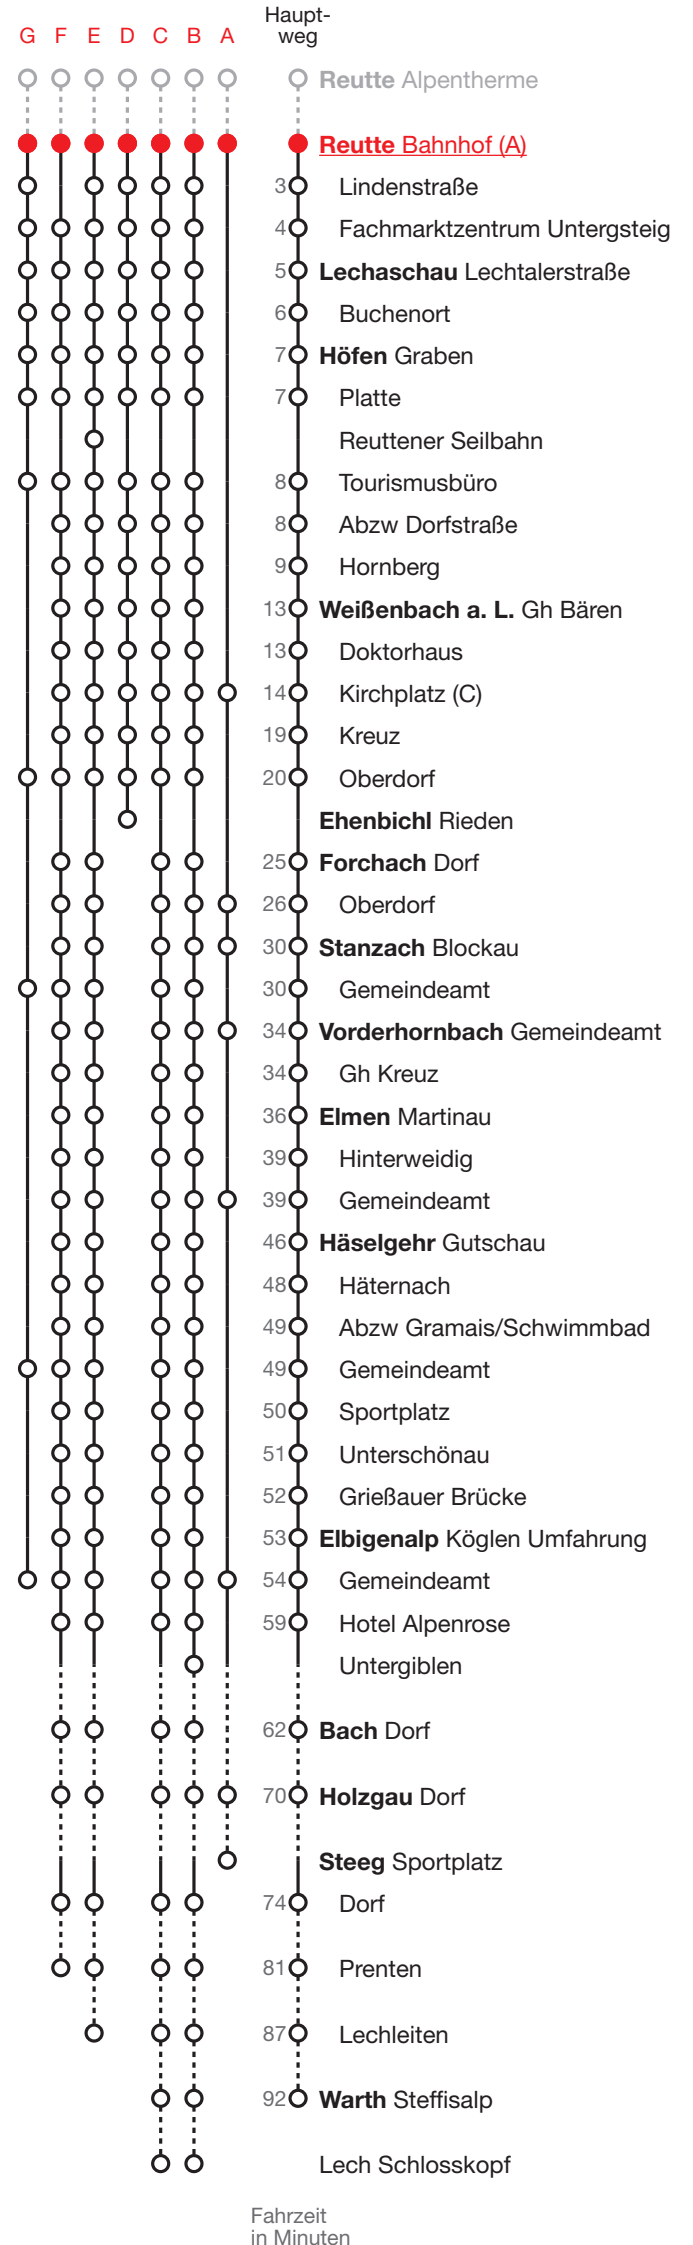 Haupt-
G F E D C B A weg
Reutte Alpentherme
Reutte Bahnhof (A)
3 Lindenstraße
4 Fachmarktzentrum Untergsteig
5 Lechaschau Lechtalerstraße
6 Buchenort
7 Höfen Graben
7 Platte
Reuttener Seilbahn
8 Tourismusbüro
8 Abzw Dorfstraße
9 Hornberg
13 Weißenbach a. L. Gh Bären
13 Doktorhaus
14 Kirchplatz (C)
19 Kreuz
20 Oberdorf
Ehenbichl Rieden
25 Forchach Dorf
26 Oberdorf
30 Stanzach Blockau
30 Gemeindeamt
34 Vorderhornbach Gemeindeamt
34 Gh Kreuz
36 Elmen Martinau
39 Hinterweidig
39 Gemeindeamt
46 Häselgehr Gutschau
48 Häternach
49 Abzw Gramais/Schwimmbad
49 Gemeindeamt
50 Sportplatz
51 Unterschönau
52 Grießauer Brücke
53 Elbigenalp Köglen Umfahrung
54 Gemeindeamt
59 Hotel Alpenrose
Untergiblen
62 Bach Dorf
70 Holzgau Dorf
Steeg Sportplatz
74 Dorf
81 Prenten
87 Lechleiten
92 Warth Steffisalp
Lech Schlosskopf
Fahrzeit
in Minuten